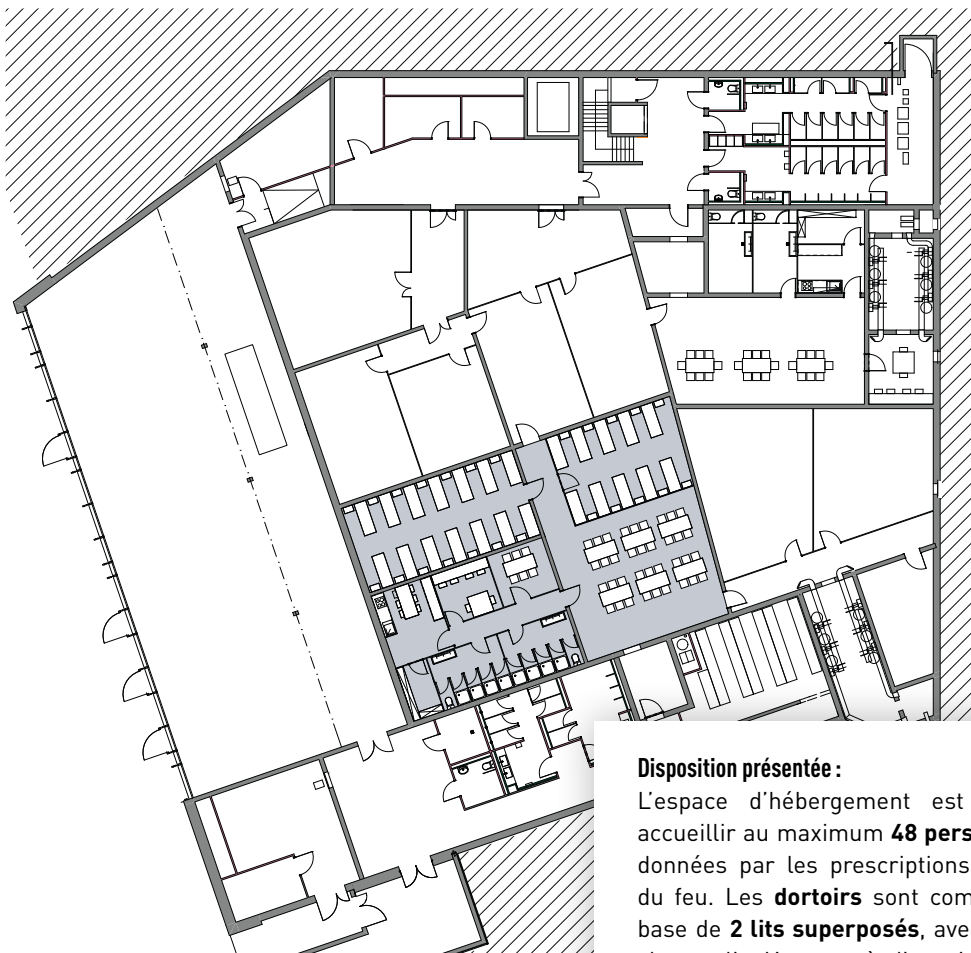 Disposition présentée :
L'espace d'hébergement est
accueillir au maximum 48 pers
données par les prescriptions
du feu. Les dortoirs sont com
base de 2 lits superposés, ave